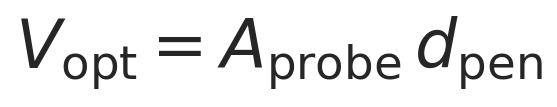 V_opt = A_probe d_pen